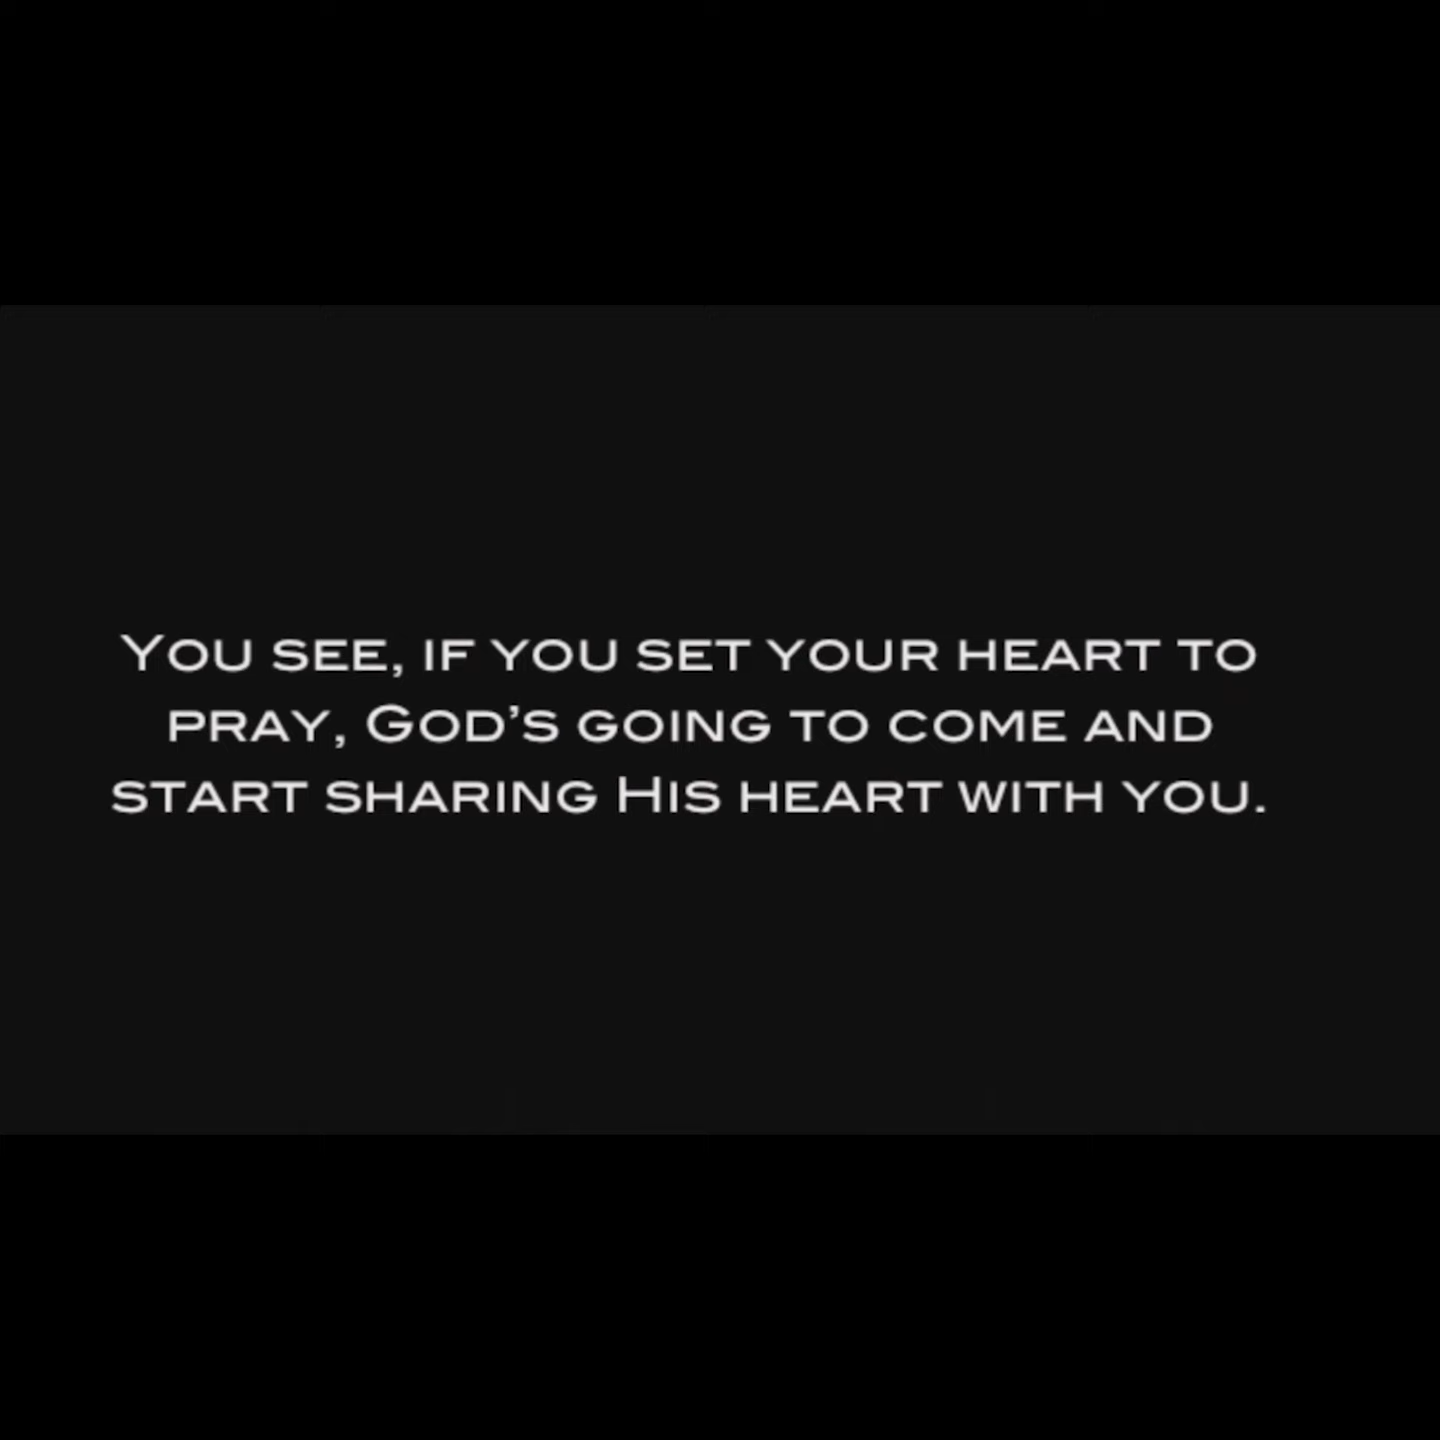 You see, if you set your heart to
pray, God’s going to come and
start sharing His heart with you.